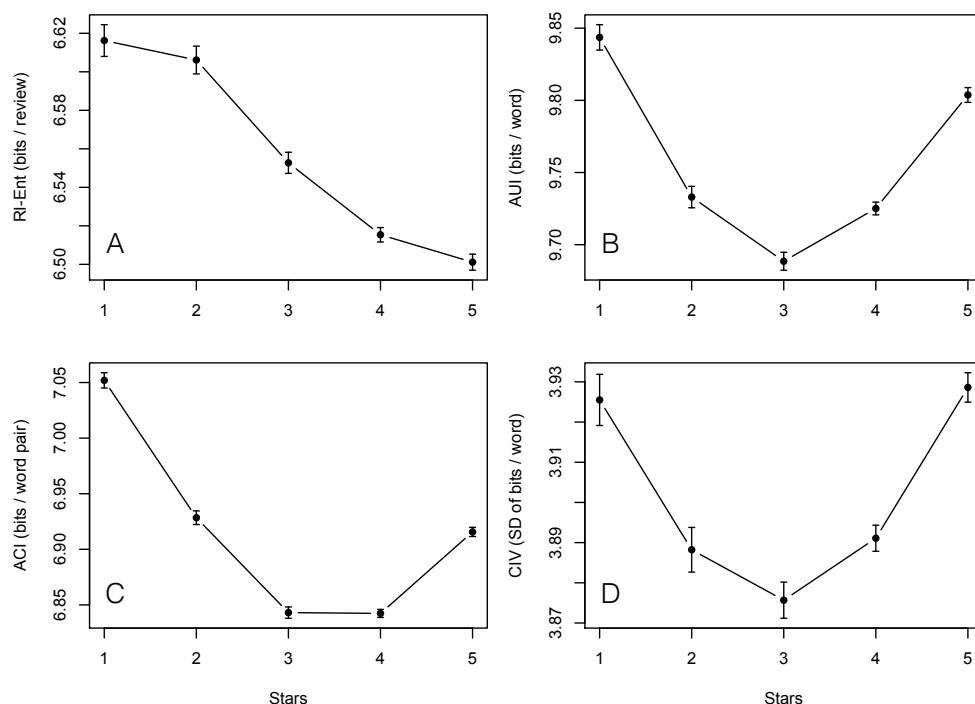 RI-Ent (bits / review)
6.62
6.58
6.54
6.50
A
1 2 3 4 5
AUI (bits / word)
9.85
9.80
9.75
9.70
B
1 2 3 4 5
ACI (bits / word pair)
7.05
7.00
6.95
6.90
6.85
C
1 2 3 4 5
Stars
CIV (SD of bits / word)
3.93
3.91
3.89
3.87
D
1 2 3 4 5
Stars